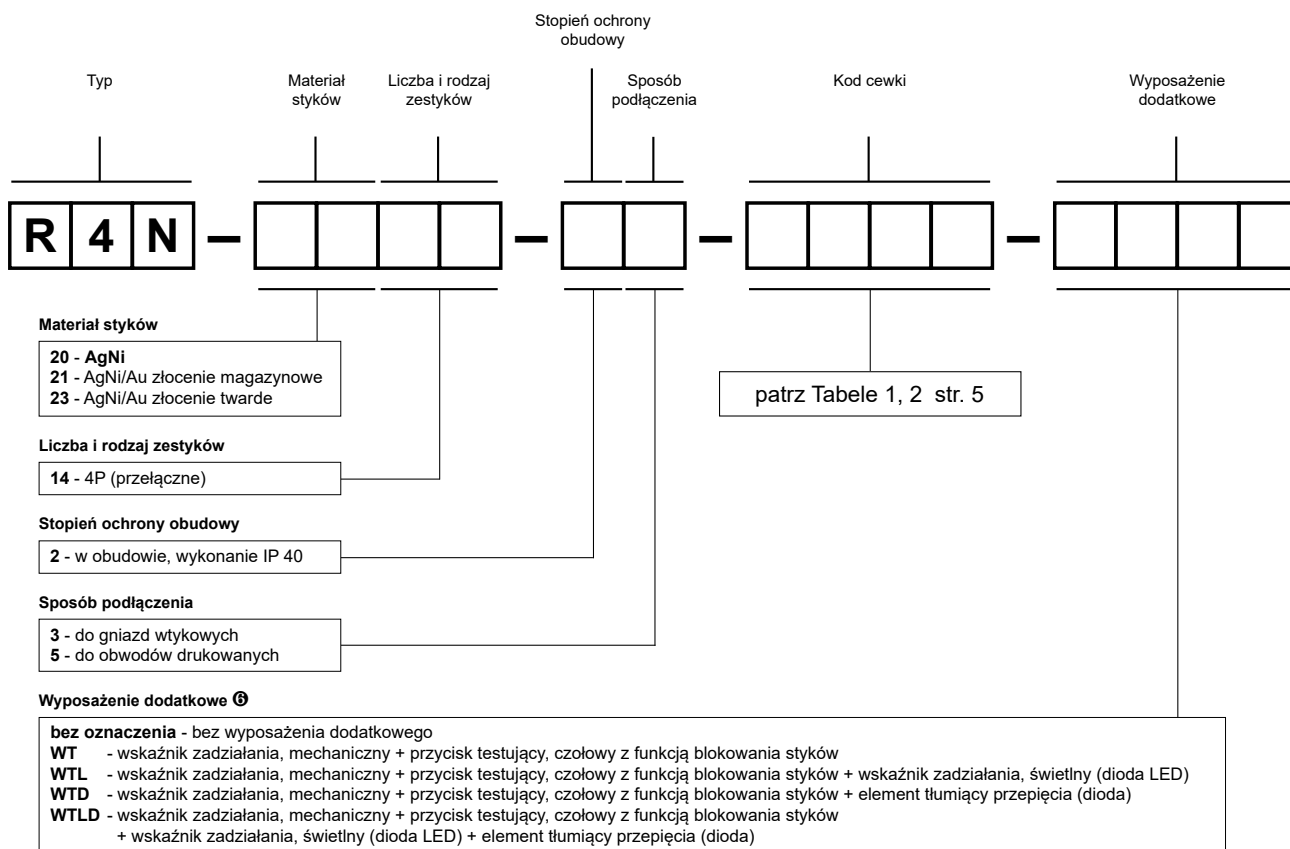 Stopień ochrony
obudowy
Typ
Materiał
styków
Liczba i rodzaj
zestyków
Sposób
podłączenia
Kod cewki
Wyposażenie
dodatkowe
R 4 N – – – –
Materiał styków
20 - AgNi
21 - AgNi/Au złocenie magazynowe
23 - AgNi/Au złocenie twarde
patrz Tabele 1, 2 str. 5
Liczba i rodzaj zestyków
14 - 4P (przełączne)
Stopień ochrony obudowy
2 - w obudowie, wykonanie IP 40
Sposób podłączenia
3 - do gniazd wtykowych
5 - do obwodów drukowanych
Wyposażenie dodatkowe ❻
bez oznaczenia - bez wyposażenia dodatkowego
WT - wskaźnik zadziałania, mechaniczny + przycisk testujący, czołowy z funkcją blokowania styków
WTL - wskaźnik zadziałania, mechaniczny + przycisk testujący, czołowy z funkcją blokowania styków + wskaźnik zadziałania, świetlny (dioda LED)
WTD - wskaźnik zadziałania, mechaniczny + przycisk testujący, czołowy z funkcją blokowania styków + element tłumiący przepięcia (dioda)
WTLD - wskaźnik zadziałania, mechaniczny + przycisk testujący, czołowy z funkcją blokowania styków
+ wskaźnik zadziałania, świetlny (dioda LED) + element tłumiący przepięcia (dioda)